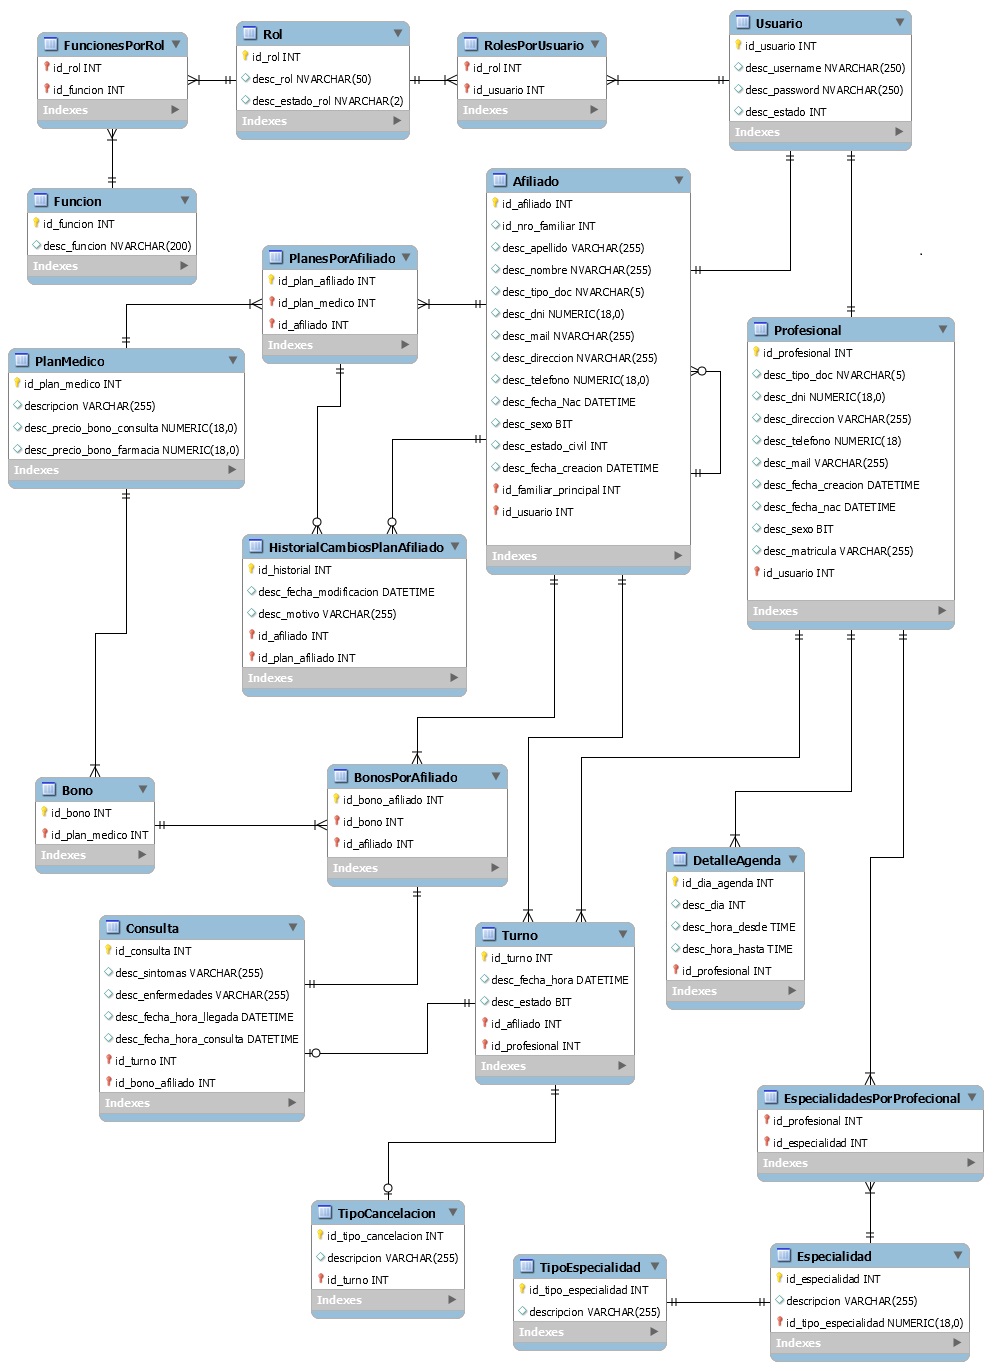 FuncionesPorRol
id_rol INT
id_funcion INT
Indexes
Rol
id_rol INT
desc_rol NVARCHAR(50)
desc_estado_rol NVARCHAR(2)
Indexes
RolesPorUsuario
id_rol INT
id_usuario INT
Indexes
Usuario
id_usuario INT
desc_username NVARCHAR(250)
desc_password NVARCHAR(250)
desc_estado INT
Indexes
Funcion
id_funcion INT
desc_funcion NVARCHAR(200)
Indexes
PlanesPorAfiliado
id_plan_afiliado INT
id_plan_medico INT
id_afiliado INT
Indexes
Afiliado
id_afiliado INT
id_nro_familiar INT
desc_apellido VARCHAR(255)
desc_nombre NVARCHAR(255)
desc_tipo_doc NVARCHAR(5)
desc_dni NUMERIC(18,0)
desc_mail NVARCHAR(255)
desc_direccion NVARCHAR(255)
desc_telefono NUMERIC(18,0)
desc_fecha_Nac DATETIME
desc_sexo BIT
desc_estado_civil INT
desc_fecha_creacion DATETIME
id_familiar_principal INT
id_usuario INT
Indexes
Profesional
id_profesional INT
desc_tipo_doc NVARCHAR(5)
desc_dni NUMERIC(18,0)
desc_direccion VARCHAR(255)
desc_telefono NUMERIC(18)
desc_mail VARCHAR(255)
desc_fecha_creacion DATETIME
desc_fecha_nac DATETIME
desc_sexo BIT
desc_matricula VARCHAR(255)
id_usuario INT
Indexes
PlanMedico
id_plan_medico INT
descripcion VARCHAR(255)
desc_precio_bono_consulta NUMERIC(18,0)
desc_precio_bono_farmacia NUMERIC(18,0)
Indexes
HistorialCambiosPlanAfiliado
id_historial INT
desc_fecha_modificacion DATETIME
desc_motivo VARCHAR(255)
id_afiliado INT
id_plan_afiliado INT
Indexes
Bono
id_bono INT
id_plan_medico INT
Indexes
BonosPorAfiliado
id_bono_afiliado INT
id_bono INT
id_afiliado INT
Indexes
DetalleAgenda
id_dia_agenda INT
desc_dia INT
desc_hora_desde TIME
desc_hora_hasta TIME
id_profesional INT
Indexes
Consulta
id_consulta INT
desc_sintomas VARCHAR(255)
desc_enfermedades VARCHAR(255)
desc_fecha_hora_llegada DATETIME
desc_fecha_hora_consulta DATETIME
id_turno INT
id_bono_afiliado INT
Indexes
Turno
id_turno INT
desc_fecha_hora DATETIME
desc_estado BIT
id_afiliado INT
id_profesional INT
Indexes
EspecialidadesPorProfecional
id_profesional INT
id_especialidad INT
Indexes
TipoCancelacion
id_tipo_cancelacion INT
descripcion VARCHAR(255)
id_turno INT
Indexes
TipoEspecialidad
id_tipo_especialidad INT
descripcion VARCHAR(255)
Indexes
Especialidad
id_especialidad INT
descripcion VARCHAR(255)
id_tipo_especialidad NUMERIC(18,0)
Indexes